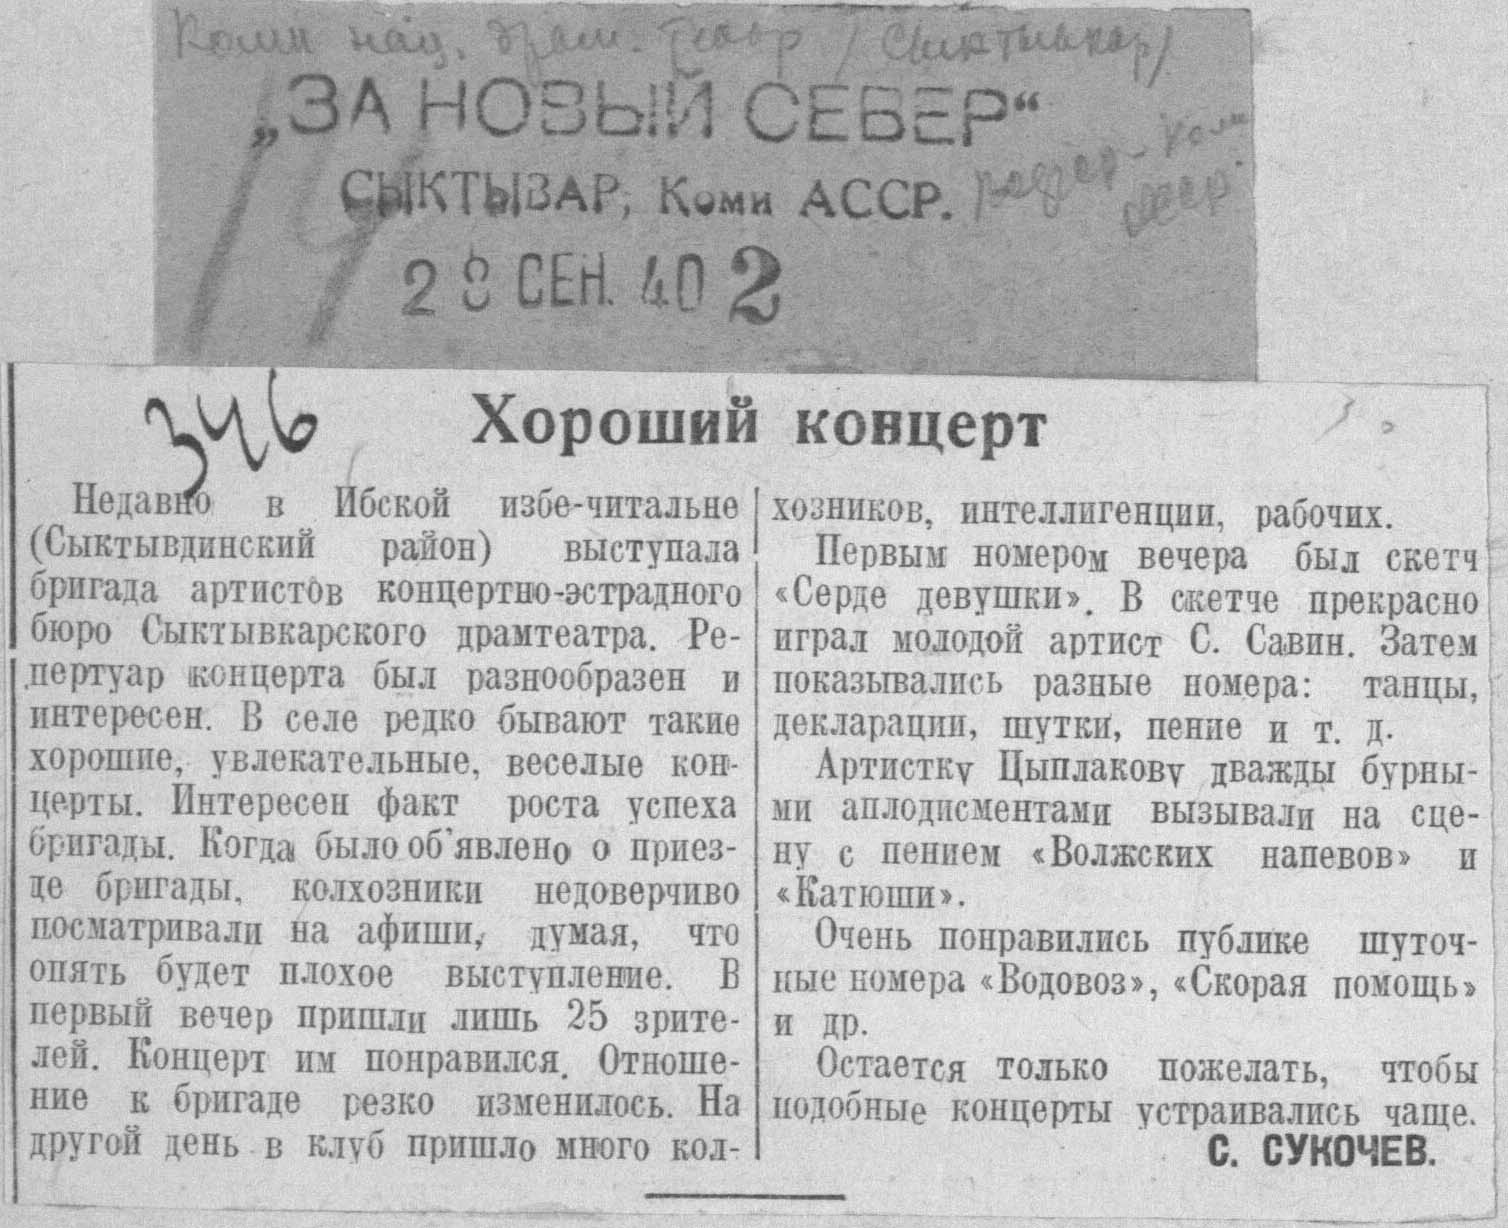 Коми нац. драм. театр (Сыктывкар)
„ЗА НОВЫЙ СЕВЕР“
СЫКТЫВАР, Коми АССР.
Коми
АССР
28 СЕН. 40 2
346
Хороший концерт
Недавно в Ибской избе-читальне
(Сыктывдинский район) выступала
бригада артистов концертно-эстрадного
бюро Сыктывкарского драмтеатра. Ре-
пертуар концерта был разнообразен и
интересен. В селе редко бывают такие
хорошие, увлекательные, веселые кон-
церты. Интересен факт роста успеха
бригады. Когда было об'явлено о приез-
де бригады, колхозники недоверчиво
посматривали на афиши, думая, что
опять будет плохое выступление. В
первый вечер пришли лишь 25 зрите-
лей. Концерт им понравился. Отноше-
ние к бригаде резко изменилось. На
другой день в клуб пришло много кол-
хозников, интеллигенции, рабочих.
Первым номером вечера был скетч
«Серде девушки». В скетче прекрасно
играл молодой артист С. Савин. Затем
показывались разные номера: танцы,
декларации, шутки, пение и т. д.
Артистку Цыплакову дважды бурны-
ми аплодисментами вызывали на сце-
ну с пением «Волжских напевов» и
«Катюши».
Очень понравились публике шуточ-
ные номера «Водовоз», «Скорая помощь»
и др.
Остается только пожелать, чтобы
подобные концерты устраивались чаще.
С. СУКОЧЕВ.